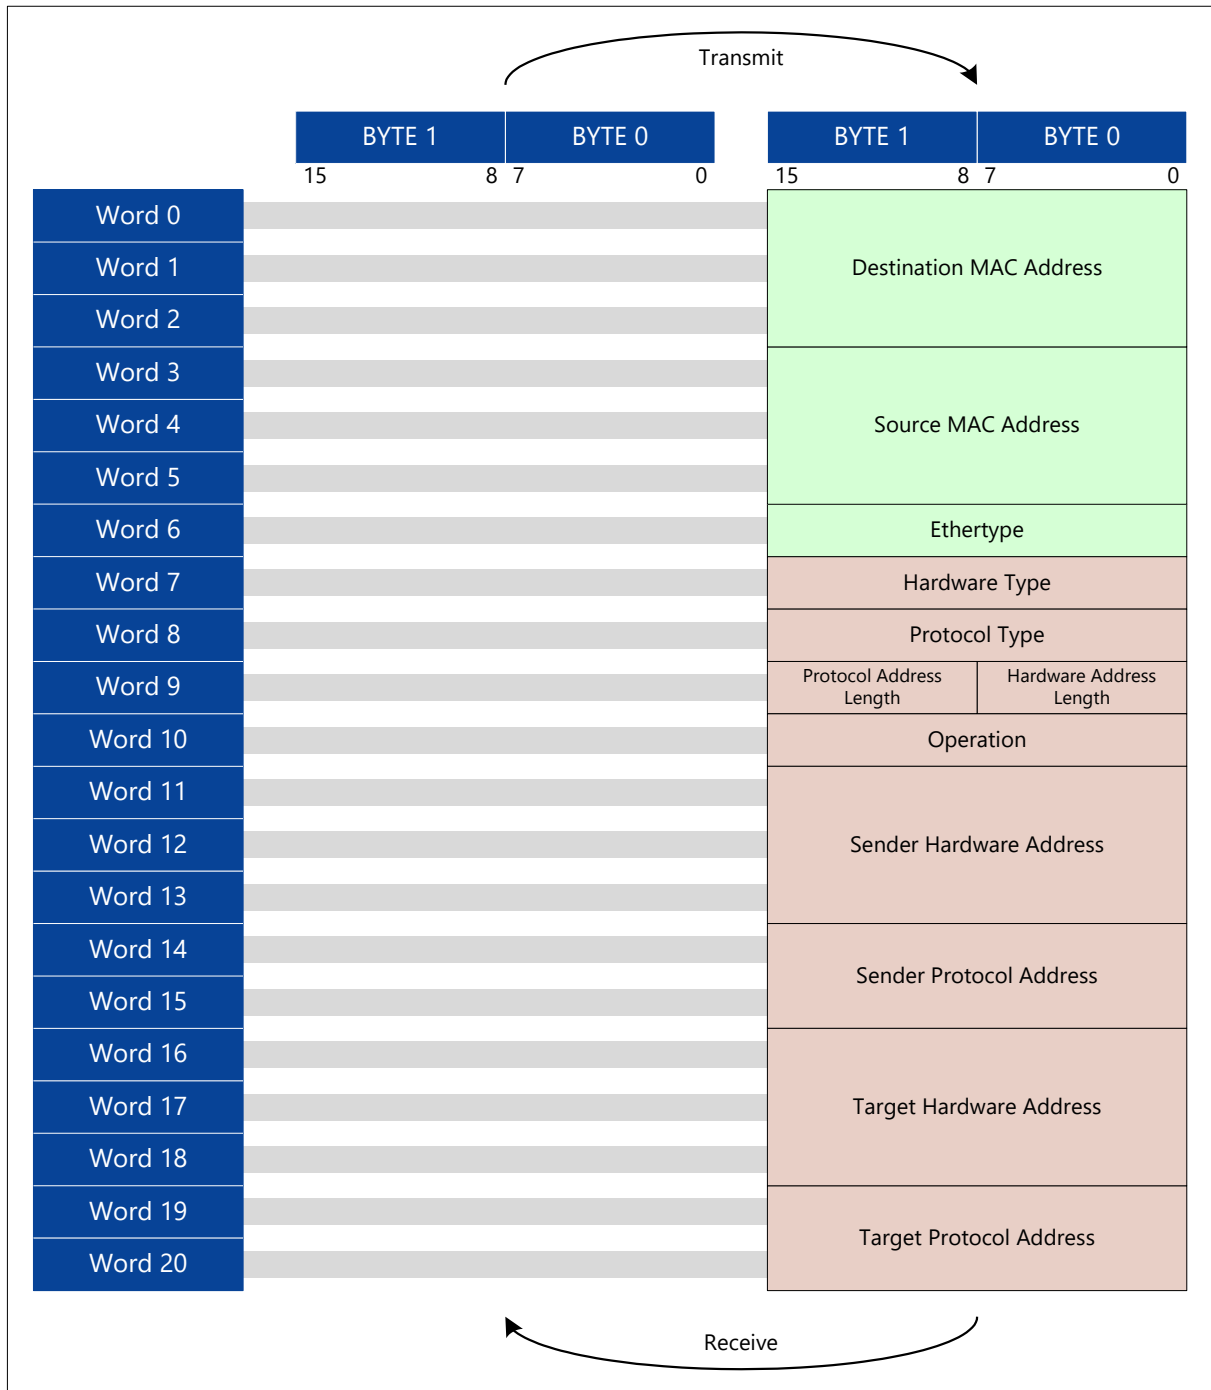 Transmit
BYTE 1 BYTE 0 BYTE 1 BYTE 0
15 8 7 0 15 8 7 0
Word 0
Word 1 Destination MAC Address
Word 2
Word 3
Word 4 Source MAC Address
Word 5
Word 6 Ethertype
Word 7 Hardware Type
Word 8 Protocol Type
Word 9 Protocol Address Hardware Address
Length Length
Word 10 Operation
Word 11
Word 12 Sender Hardware Address
Word 13
Word 14
Sender Protocol Address
Word 15
Word 16
Word 17 Target Hardware Address
Word 18
Word 19
Target Protocol Address
Word 20
Receive